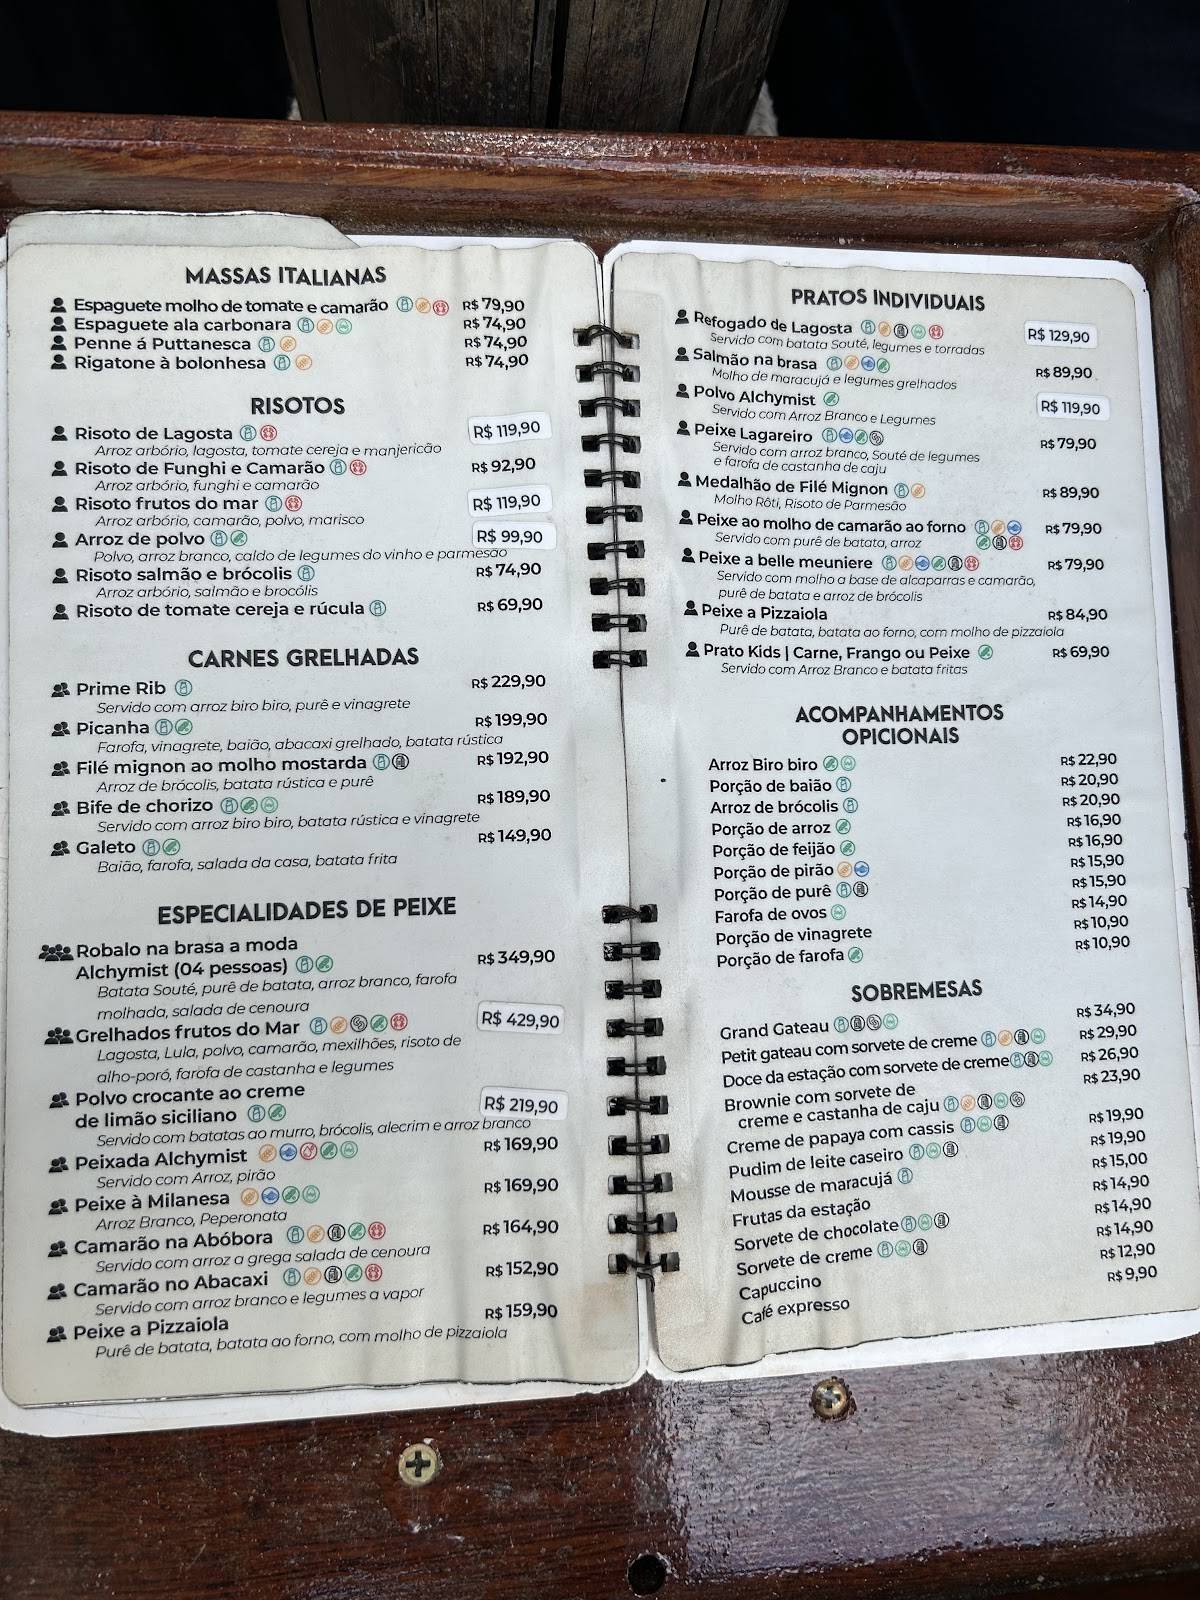 MASSAS ITALIANAS
Espaguete molho de tomate e camarão R$ 79,90
Espaguete ala carbonara R$ 74,90
Penne á Puttanesca R$ 74,90
Rigatone à bolonhesa R$ 74,90
RISOTOS
Risoto de Lagosta R$ 119,90
Arroz arbório, lagosta, tomate cereja e manjericão
Risoto de Funghi e Camarão R$ 92,90
Arroz arbório, funghi e camarão
Risoto frutos do mar R$ 119,90
Arroz arbório, camarão, polvo, marisco
Arroz de polvo R$ 99,90
Polvo, arroz branco, caldo de legumes do vinho e parmesão
Risoto salmão e brócolis R$ 74,90
Arroz arbório, salmão e brocólis
Risoto de tomate cereja e rúcula R$ 69,90
CARNES GRELHADAS
Prime Rib R$ 229,90
Servido com arroz biro biro, purê e vinagrete
Picanha R$ 199,90
Farofa, vinagrete, baião, abacaxi grelhado, batata rústica
Filé mignon ao molho mostarda R$ 192,90
Arroz de brócolis, batata rústica e purê
Bife de chorizo R$ 189,90
Servido com arroz biro biro, batata rústica e vinagrete
Galeto R$ 149,90
Baião, farofa, salada da casa, batata frita
ESPECIALIDADES DE PEIXE
Robalo na brasa a moda
Alchymist (04 pessoas) R$ 349,90
Batata Souté, purê de batata, arroz branco, farofa
molhada, salada de cenoura
Grelhados frutos do Mar R$ 429,90
Lagosta, Lula, polvo, camarão, mexilhões, risoto de
alho-poró, farofa de castanha e legumes
Polvo crocante ao creme
de limão siciliano R$ 219,90
Servido com batatas ao murro, brócolis, alecrim e arroz branco
Peixada Alchymist R$ 169,90
Servido com Arroz, pirão
Peixe à Milanesa R$ 169,90
Arroz Branco, Peperonata
Camarão na Abóbora R$ 164,90
Servido com arroz a grega salada de cenoura
Camarão no Abacaxi R$ 152,90
Servido com arroz branco e legumes a vapor
Peixe a Pizzaiola R$ 159,90
Purê de batata, batata ao forno, com molho de pizzaiola
PRATOS INDIVIDUAIS
Refogado de Lagosta R$ 129,90
Servido com batata Souté, legumes e torradas
Salmão na brasa R$ 89,90
Molho de maracujá e legumes grelhados
Polvo Alchymist R$ 119,90
Servido com Arroz Branco e Legumes
Peixe Lagareiro R$ 79,90
Servido com arroz branco, Souté de legumes
e farofa de castanha de caju
Medalhão de Filé Mignon R$ 89,90
Molho Rôti, Risoto de Parmesão
Peixe ao molho de camarão ao forno R$ 79,90
Servido com purê de batata, arroz
Peixe a belle meuniere R$ 79,90
Servido com molho a base de alcaparras e camarão,
purê de batata e arroz de brócolis
Peixe a Pizzaiola R$ 84,90
Purê de batata, batata ao forno, com molho de pizzaiola
Prato Kids | Carne, Frango ou Peixe R$ 69,90
Servido com Arroz Branco e batata fritas
ACOMPANHAMENTOS
OPICIONAIS
Arroz Biro biro R$ 22,90
Porção de baião R$ 20,90
Arroz de brócolis R$ 20,90
Porção de arroz R$ 16,90
Porção de feijão R$ 16,90
Porção de pirão R$ 15,90
Porção de purê R$ 15,90
Farofa de ovos R$ 14,90
Porção de vinagrete R$ 10,90
Porção de farofa R$ 10,90
SOBREMESAS
Grand Gateau R$ 34,90
Petit gateau com sorvete de creme R$ 29,90
Doce da estação com sorvete de creme R$ 26,90
Brownie com sorvete de R$ 23,90
creme e castanha de caju
Creme de papaya com cassis R$ 19,90
Pudim de leite caseiro R$ 19,90
Mousse de maracujá R$ 15,00
Frutas da estação R$ 14,90
Sorvete de chocolate R$ 14,90
Sorvete de creme R$ 14,90
Capuccino R$ 12,90
Café expresso R$ 9,90